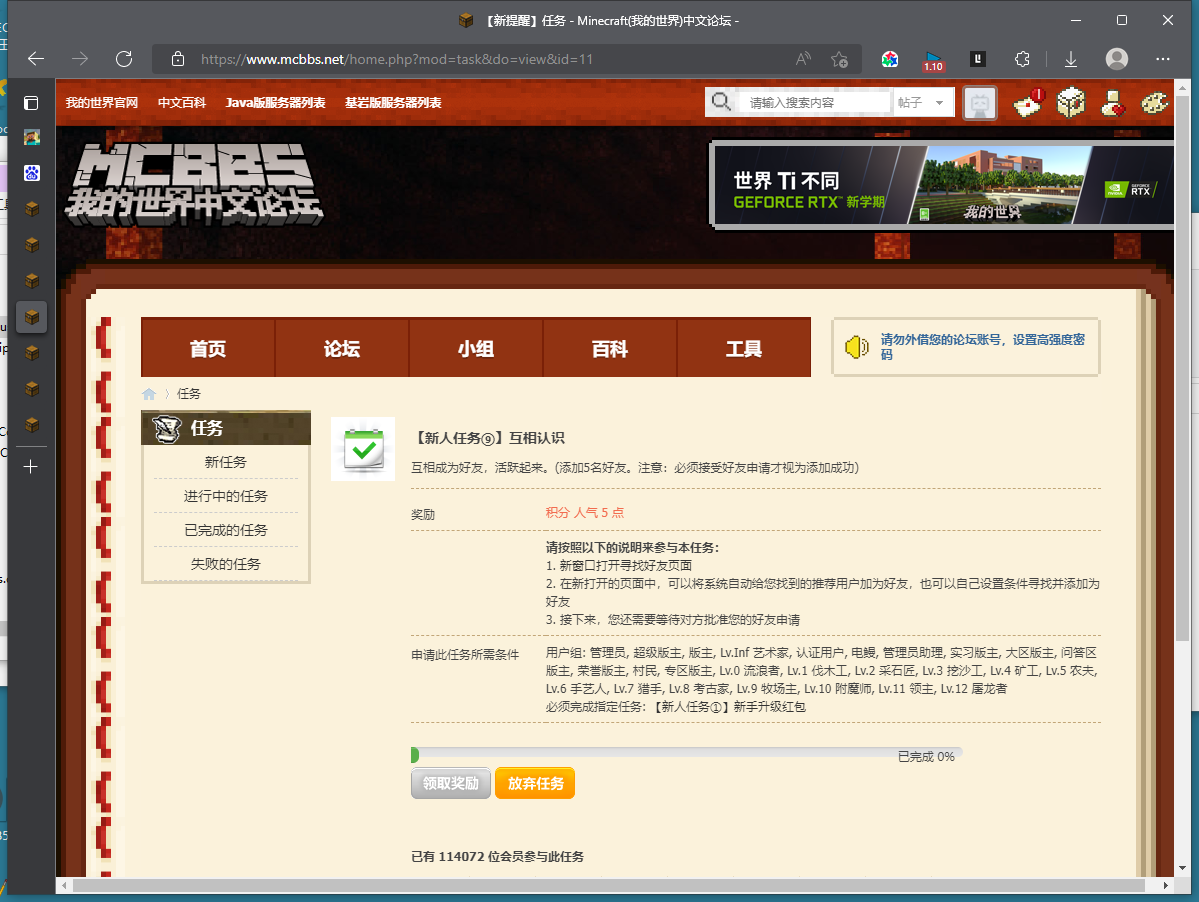 【新提醒】任务 - Minecraft(我的世界)中文论坛 -
https://www.mcbbs.net/home.php?mod=task&do=view&id=11
1.10
我的世界官网 中文百科 Java版服务器列表 基岩版服务器列表
请输入搜索内容 帖子
MCBBS
我的世界中文论坛
世界 Ti 不同
GEFORCE RTX™ 新学期
我的世界
NVIDIA GEFORCE RTX
首页 论坛 小组 百科 工具
请勿外借您的论坛账号，设置高强度密
码
任务
任务
新任务
进行中的任务
已完成的任务
失败的任务
【新人任务⑨】互相认识
互相成为好友，活跃起来。(添加5名好友。注意：必须接受好友申请才视为添加成功)
奖励 积分 人气 5 点
请按照以下的说明来参与本任务：
1. 新窗口打开寻找好友页面
2. 在新打开的页面中，可以将系统自动给您找到的推荐用户加为好友，也可以自己设置条件寻找并添加为
好友
3. 接下来，您还需要等待对方批准您的好友申请
申请此任务所需条件 用户组: 管理员, 超级版主, 版主, Lv.Inf 艺术家, 认证用户, 电鳗, 管理员助理, 实习版主, 大区版主, 问答区
版主, 荣誉版主, 村民, 专区版主, Lv.0 流浪者, Lv.1 伐木工, Lv.2 采石匠, Lv.3 挖沙工, Lv.4 矿工, Lv.5 农夫,
Lv.6 手艺人, Lv.7 猎手, Lv.8 考古家, Lv.9 牧场主, Lv.10 附魔师, Lv.11 领主, Lv.12 屠龙者
必须完成指定任务: 【新人任务①】新手升级红包
已完成 0%
领取奖励 放弃任务
已有 114072 位会员参与此任务